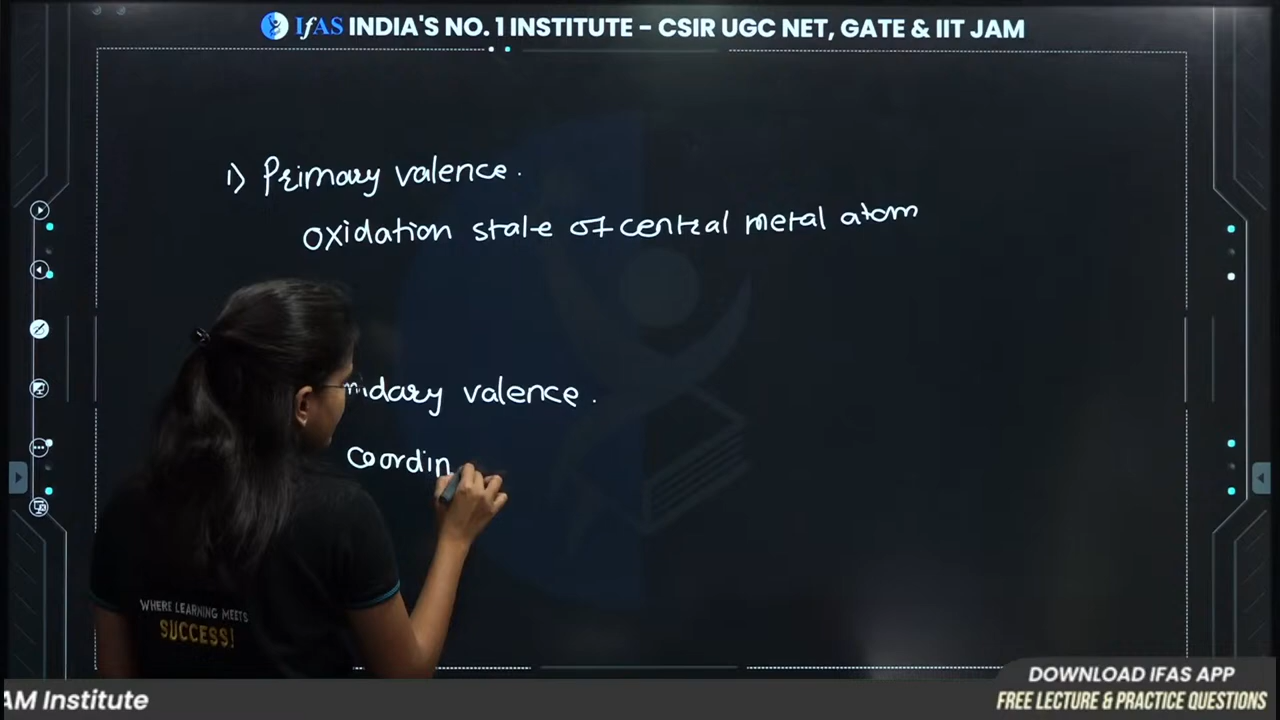 IfAS INDIA'S NO. 1 INSTITUTE - CSIR UGC NET, GATE & IIT JAM
1) Primary valence.
oxidation state of central metal atom
ndary valence.
coordin
WHERE LEARNING MEETS
SUCCESS!
DOWNLOAD IFAS APP
AM Institute
FREE LECTURE & PRACTICE QUESTIONS